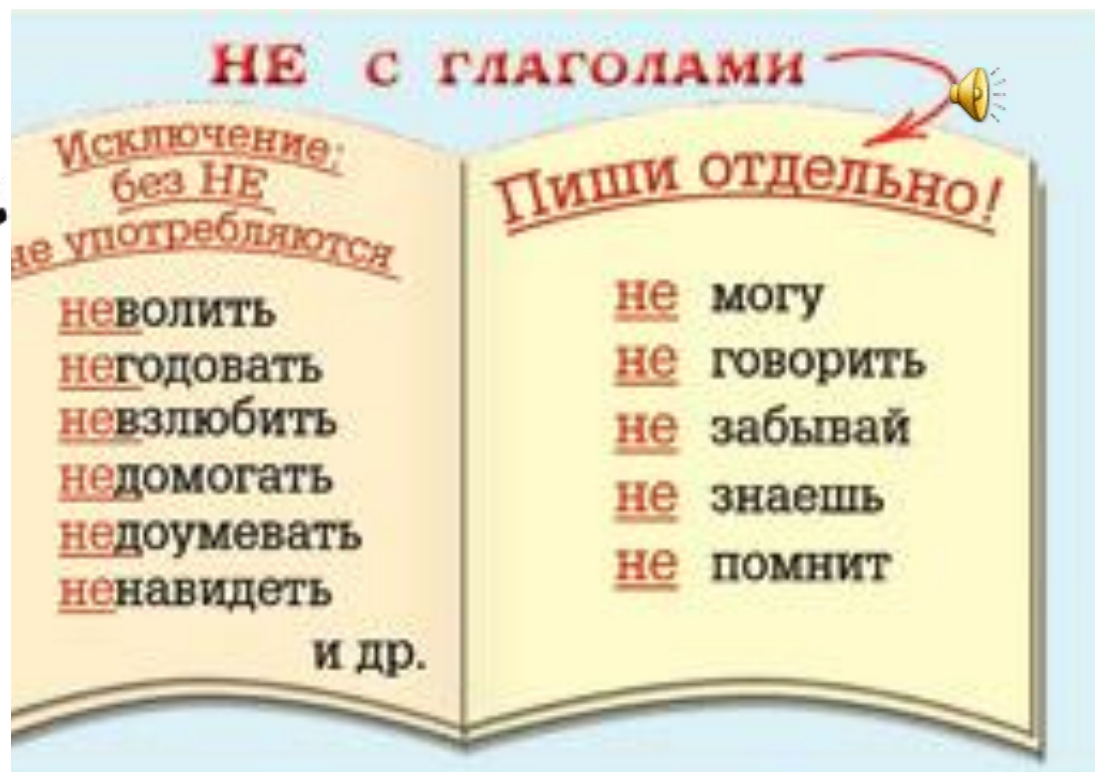 НЕ С ГЛАГОЛАМИ
Исключение:
без НЕ
не употребляются
неволить
негодовать
невзлюбить
недомогать
недоумевать
ненавидеть
и др.
Пиши отдельно!
не могу
не говорить
не забывай
не знаешь
не помнит